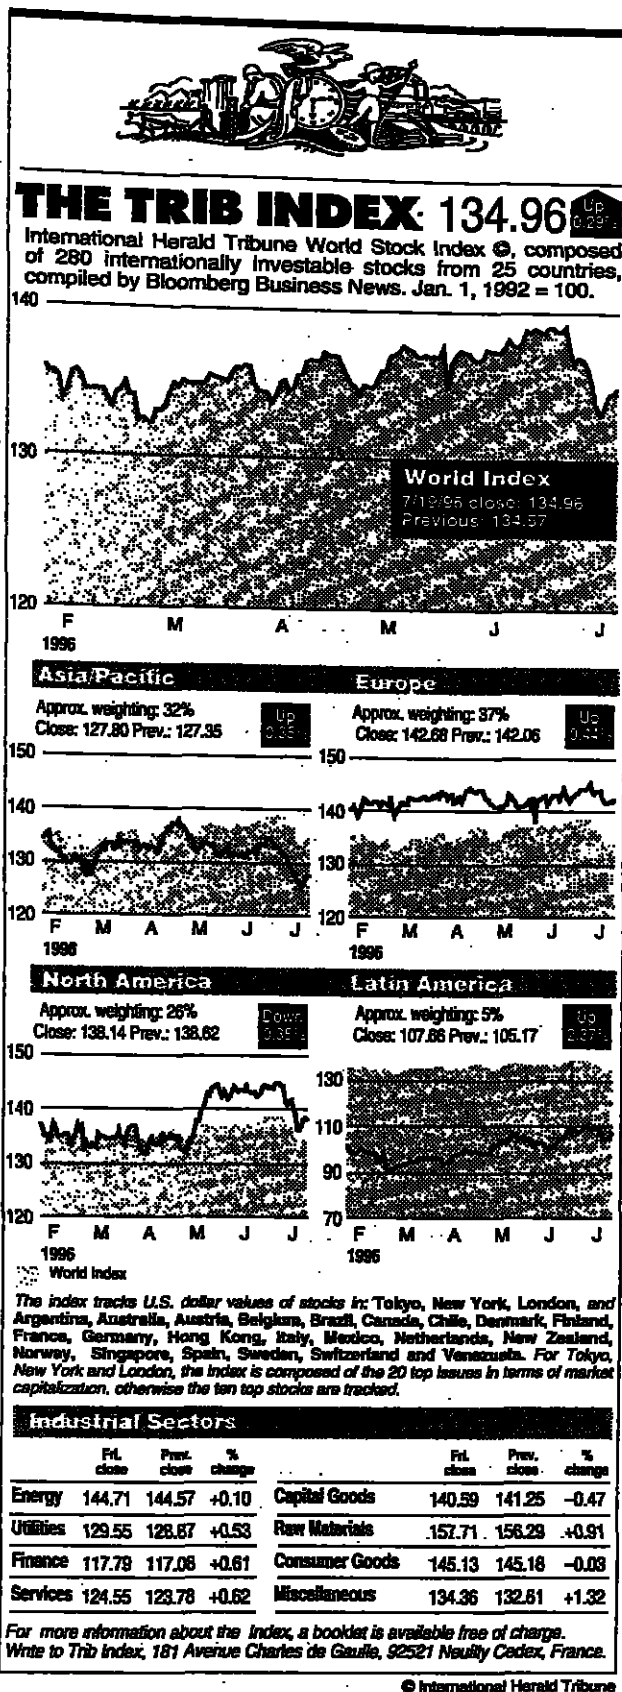 THE TRIB INDEX: 134.96 Up 0.29%
International Herald Tribune World Stock Index ©, composed
of 280 internationally investable stocks from 25 countries,
compiled by Bloomberg Business News. Jan. 1, 1992 = 100.
140
130
120
World Index
7/19/96 close: 134.96
Previous: 134.57
F M A M J J
1996
Asia/Pacific
Approx. weighting: 32%
Close: 127.80 Prev.: 127.35
Up
150
140
130
120
F M A M J J
1996
Europe
Approx. weighting: 37%
Close: 142.68 Prev.: 142.06
Up
150
140
130
120
F M A M J J
1996
North America
Approx. weighting: 26%
Close: 138.14 Prev.: 138.62
Down
150
140
130
120
F M A M J J
1996
Latin America
Approx. weighting: 5%
Close: 107.66 Prev.: 105.17
Up
2.37%
130
110
90
70
F M A M J J
1996
World Index
The index tracks U.S. dollar values of stocks in: Tokyo, New York, London, and
Argentina, Australia, Austria, Belgium, Brazil, Canada, Chile, Denmark, Finland,
France, Germany, Hong Kong, Italy, Mexico, Netherlands, New Zealand,
Norway, Singapore, Spain, Sweden, Switzerland and Venezuela. For Tokyo,
New York and London, the index is composed of the 20 top issues in terms of market
capitalization, otherwise the ten top stocks are tracked.
Industrial Sectors
Fri. close Prev. close % change Fri. close Prev. close % change
Energy 144.71 144.57 +0.10 Capital Goods 140.59 141.25 –0.47
Utilities 129.55 128.87 +0.53 Raw Materials 157.71 156.29 +0.91
Finance 117.79 117.08 +0.61 Consumer Goods 145.13 145.18 –0.03
Services 124.55 123.78 +0.62 Miscellaneous 134.36 132.61 +1.32
For more information about the Index, a booklet is available free of charge.
Write to Trib Index, 181 Avenue Charles de Gaulle, 92521 Neuilly Cedex, France.
© International Herald Tribune